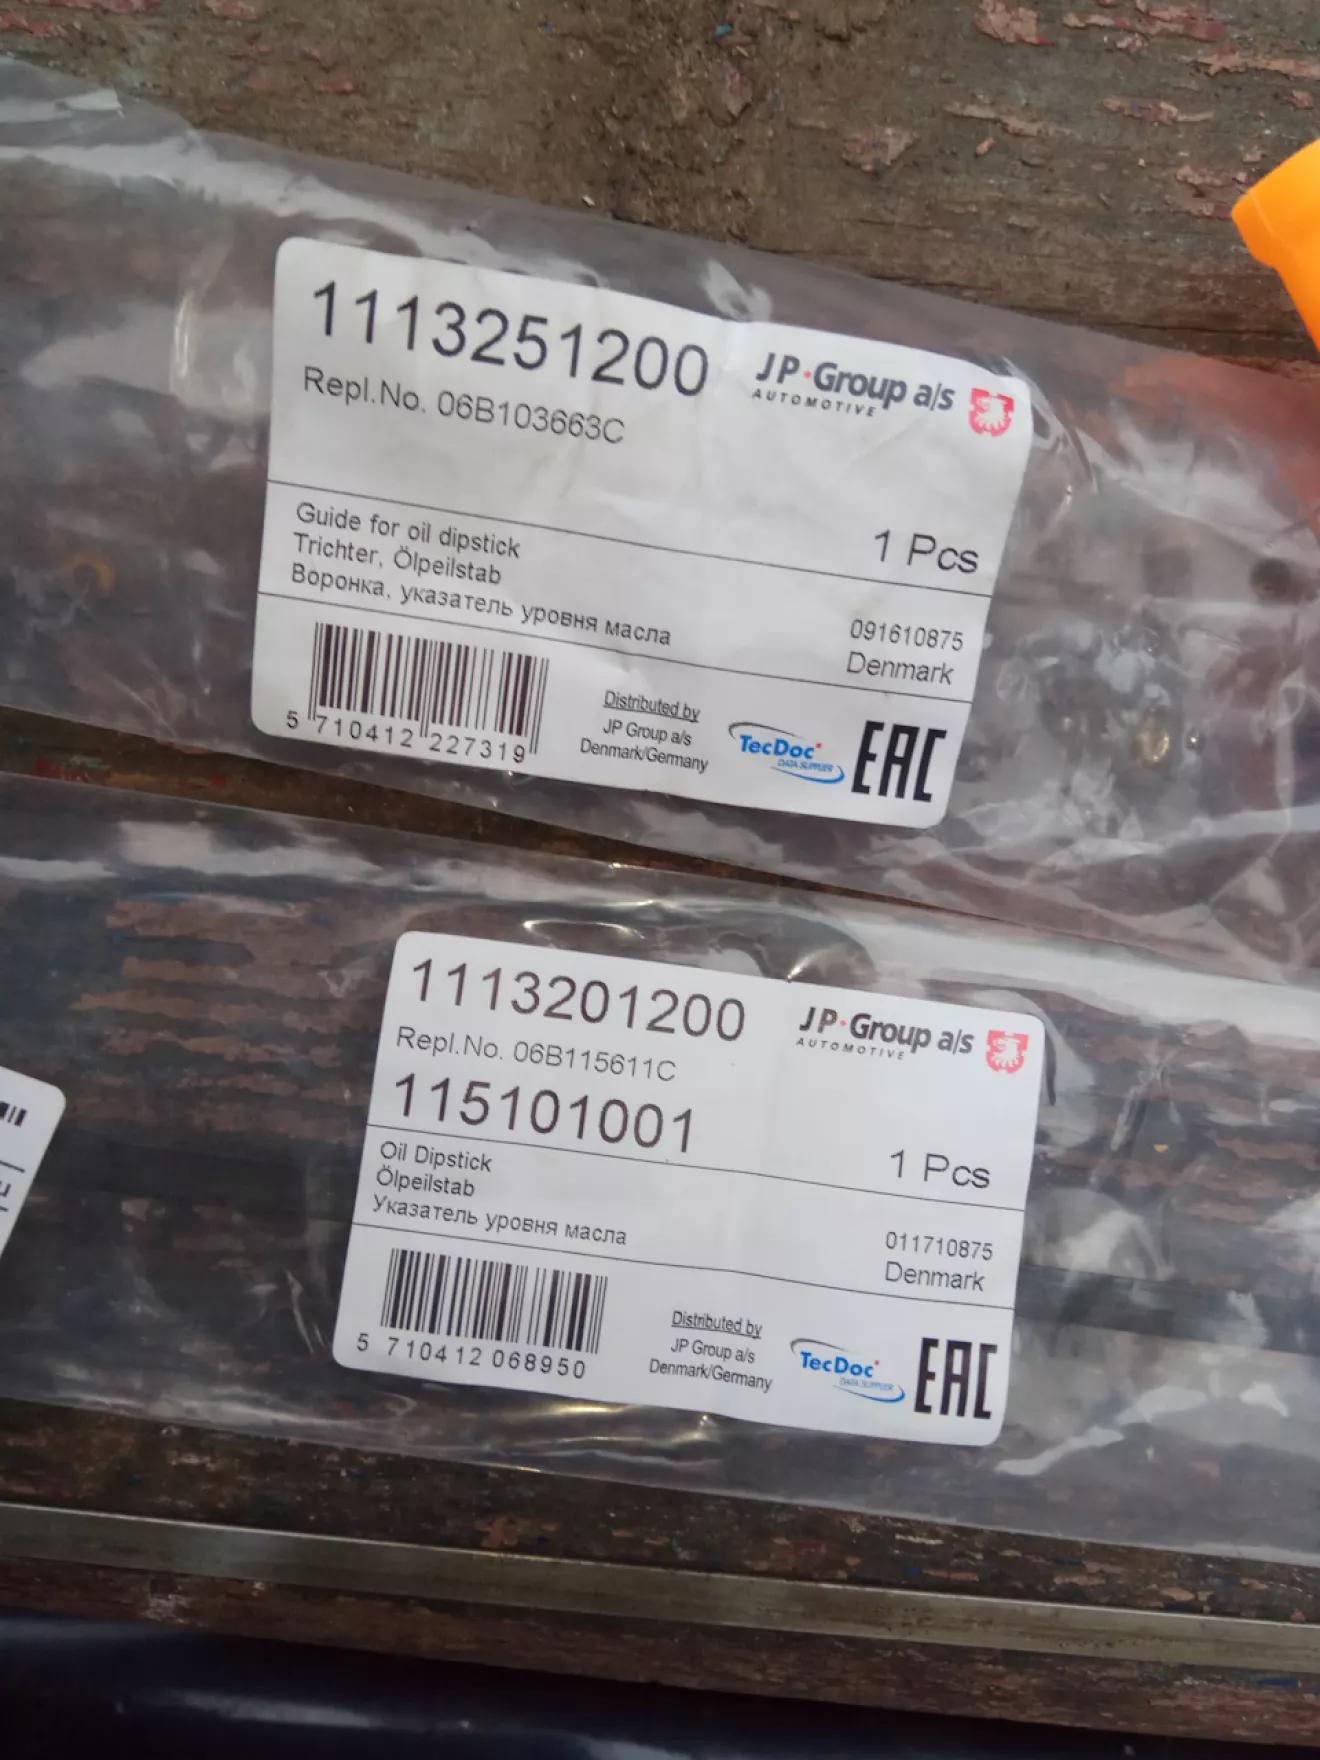 1113251200
Repl.No. 06B103663C
JP Group a/s
AUTOMOTIVE
Guide for oil dipstick
Trichter, Ölpeilstab
Воронка, указатель уровня масла
1 Pcs
091610875
Denmark
5 710412 227319
Distributed by
JP Group a/s
Denmark/Germany
TecDoc
DATA SUPPLIER
EAC
1113201200
Repl.No. 06B115611C
115101001
JP Group a/s
AUTOMOTIVE
Oil Dipstick
Ölpeilstab
Указатель уровня масла
1 Pcs
011710875
Denmark
5 710412 068950
Distributed by
JP Group a/s
Denmark/Germany
TecDoc
DATA SUPPLIER
EAC